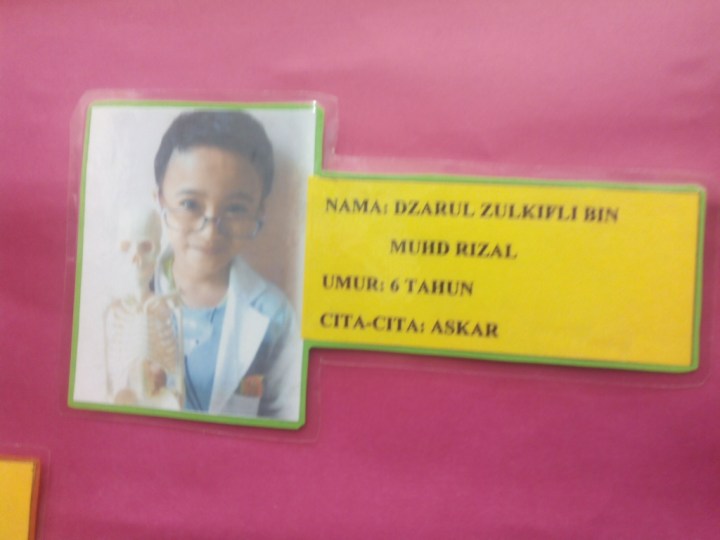 NAMA: DZARUL ZULKIFLI BIN
MUHD RIZAL
UMUR: 6 TAHUN
CITA-CITA: ASKAR